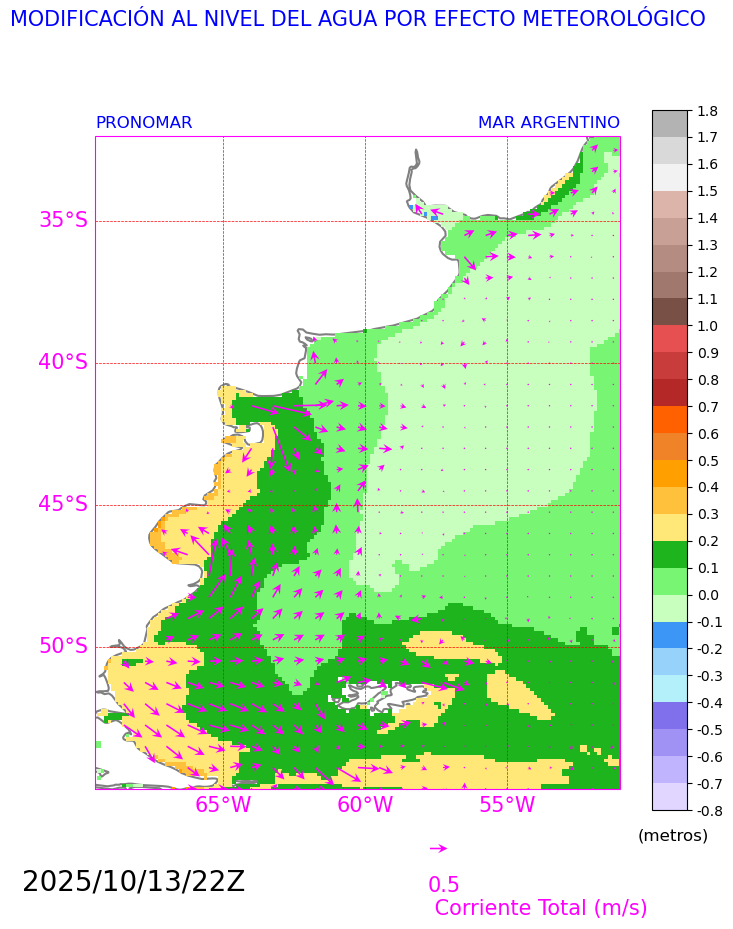 MODIFICACIÓN AL NIVEL DEL AGUA POR EFECTO METEOROLÓGICO
PRONOMAR MAR ARGENTINO
1.8
1.7
1.6
1.5
1.4
1.3
1.2
1.1
1.0
0.9
0.8
0.7
0.6
0.5
0.4
0.3
0.2
0.1
0.0
-0.1
-0.2
-0.3
-0.4
-0.5
-0.6
-0.7
-0.8
(metros)
35°S
40°S
45°S
50°S
65°W 60°W 55°W
2025/10/13/22Z
0.5
Corriente Total (m/s)